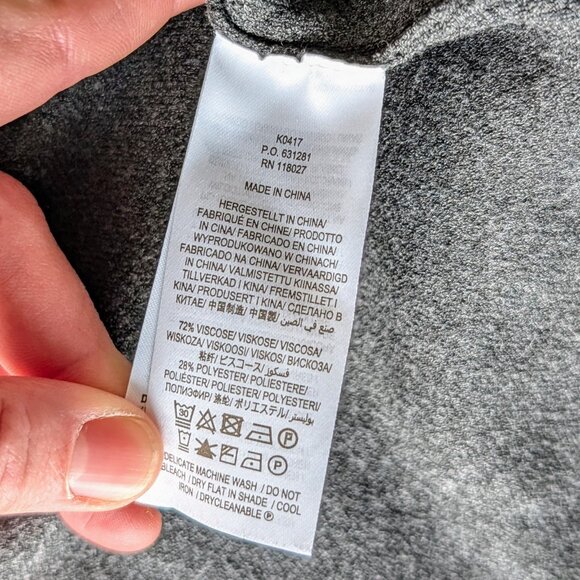 K0417
P.O. 631281
RN 118027
MADE IN CHINA
HERGESTELLT IN CHINA/
FABRIQUÉ EN CHINE/ PRODOTTO
IN CINA/ FABRICADO EN CHINA/
WYPRODUKOWANO W CHINACH/
FABRICADO NA CHINA/ VERVAARDIGD
IN CHINA/ VALMISTETTU KIINASSA/
TILLVERKAD I KINA/ FREMSTILLET I
KINA/ PRODUSERT I KINA/ СДЕЛАНО В
КИТАЕ/ 中国制造/ 中国製/ صنع في الصين
72% VISCOSE/ VISKOSE/ VISCOSA/
WISKOZA/ VISKOOSI/ VISKOS/ ВИСКОЗА/
粘纤/ ビスコース/ فسكوز
28% POLYESTER/ POLIESTERE/
POLIÉSTER/ POLIESTER/ POLYESTERI/
ПОЛИЭФИР/ 涤纶/ ポリエステル/ بوليستر
30 P
P
DELICATE MACHINE WASH / DO NOT
BLEACH / DRY FLAT IN SHADE / COOL
IRON / DRYCLEANABLE P